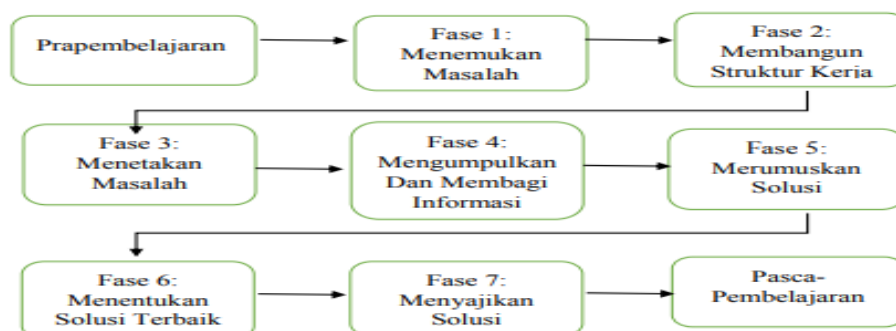 Prapembelajaran
Fase 1:
Menemukan
Masalah
Fase 2:
Membangun
Struktur Kerja
Fase 3:
Menetakan
Masalah
Fase 4:
Mengumpulkan
Dan Membagi
Informasi
Fase 5:
Merumuskan
Solusi
Fase 6:
Menentukan
Solusi Terbaik
Fase 7:
Menyajikan
Solusi
Pasca-
Pembelajaran